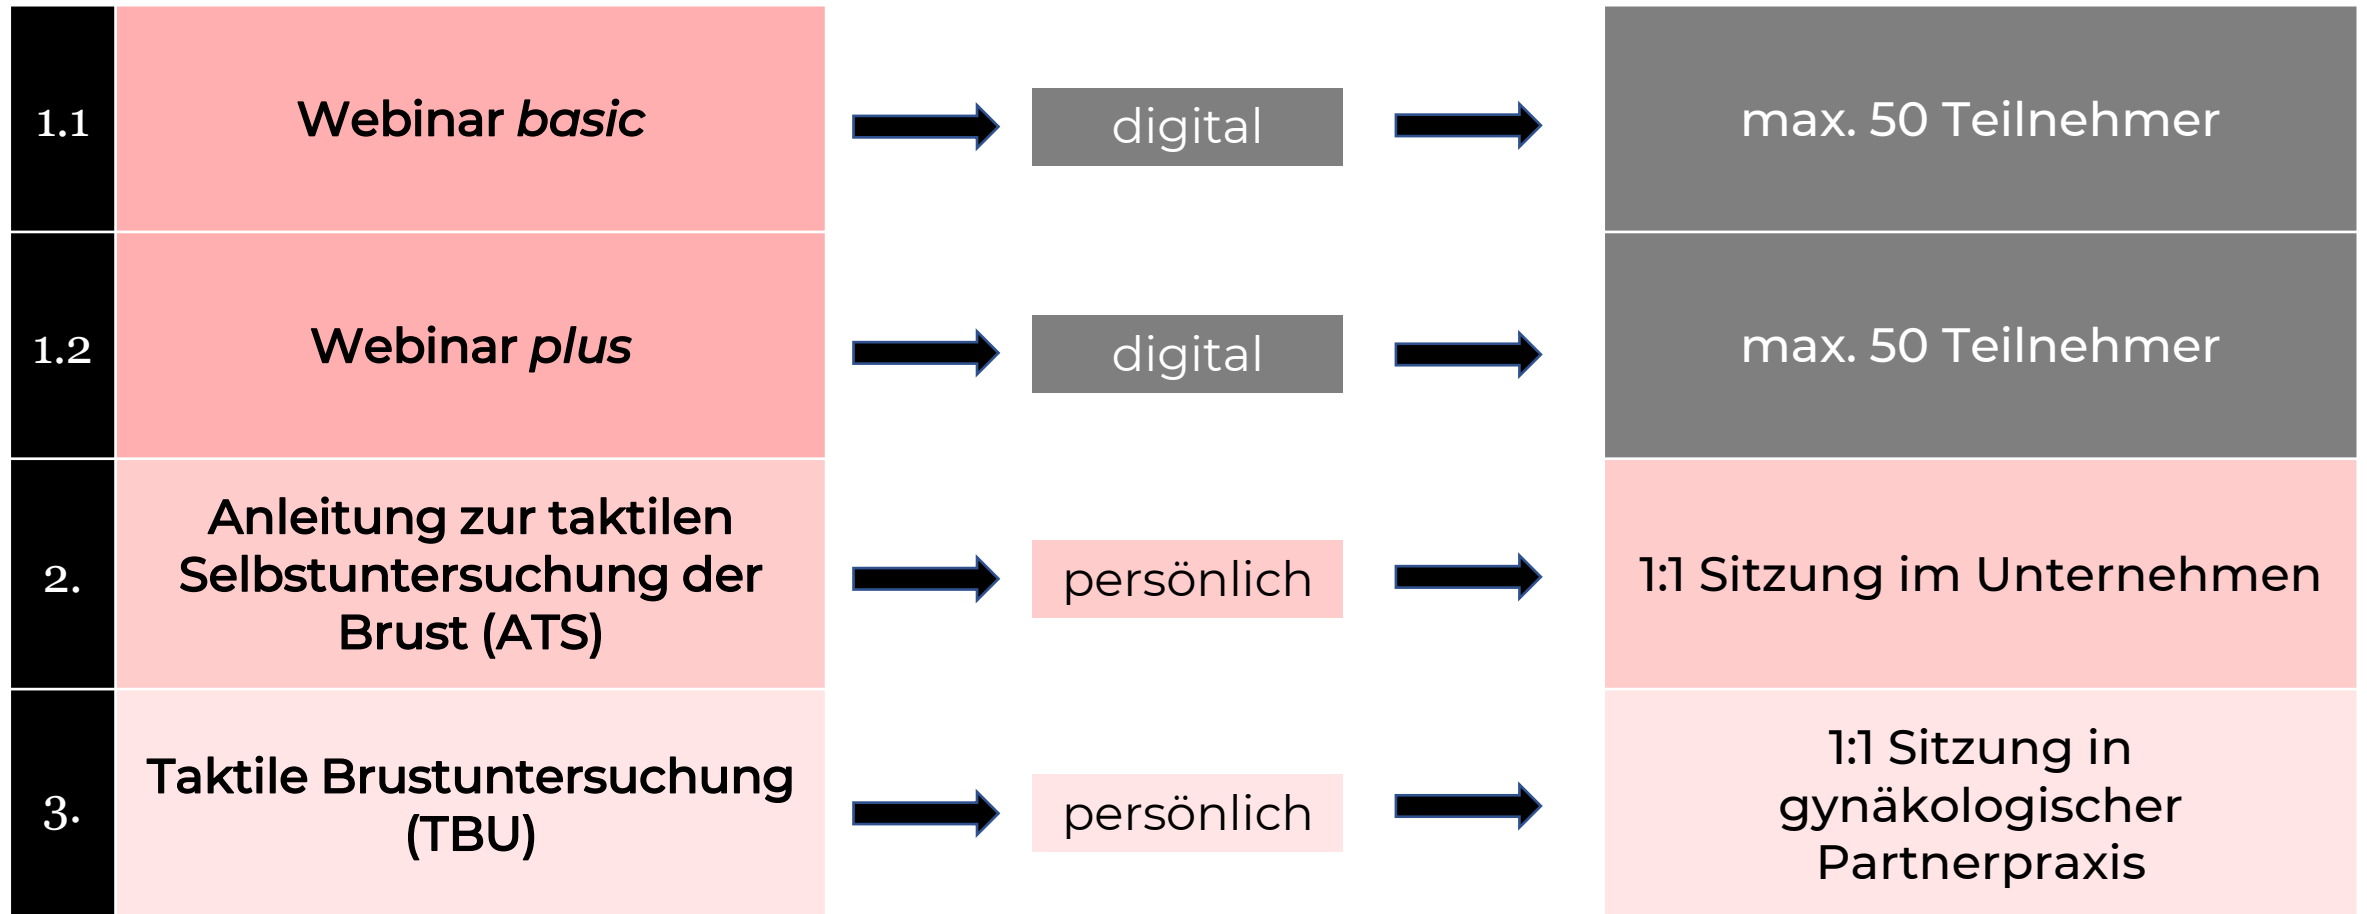 1.1
Webinar basic
digital
max. 50 Teilnehmer
1.2
Webinar plus
digital
max. 50 Teilnehmer
2.
Anleitung zur taktilen
Selbstuntersuchung der
Brust (ATS)
persönlich
1:1 Sitzung im Unternehmen
3.
Taktile Brustuntersuchung
(TBU)
persönlich
1:1 Sitzung in
gynäkologischer
Partnerpraxis